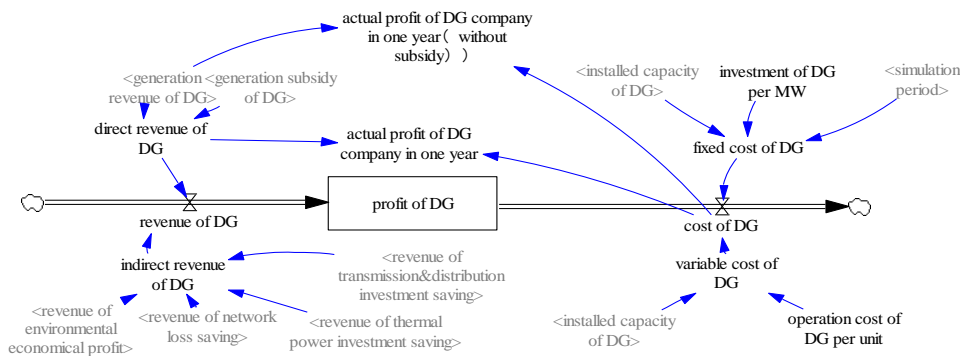 actual profit of DG company
in one year( without
subsidy) )
<generation
revenue of DG>
<generation subsidy
of DG>
direct revenue of
DG
actual profit of DG
company in one year
<installed capacity
of DG>
investment of DG
per MW
<simulation
period>
fixed cost of DG
revenue of DG
profit of DG
cost of DG
indirect revenue
of DG
<revenue of
transmission&distribution
investment saving>
variable cost of
DG
<revenue of
environmental
economical profit>
<revenue of network
loss saving>
<revenue of thermal
power investment saving>
<installed capacity
of DG>
operation cost of
DG per unit